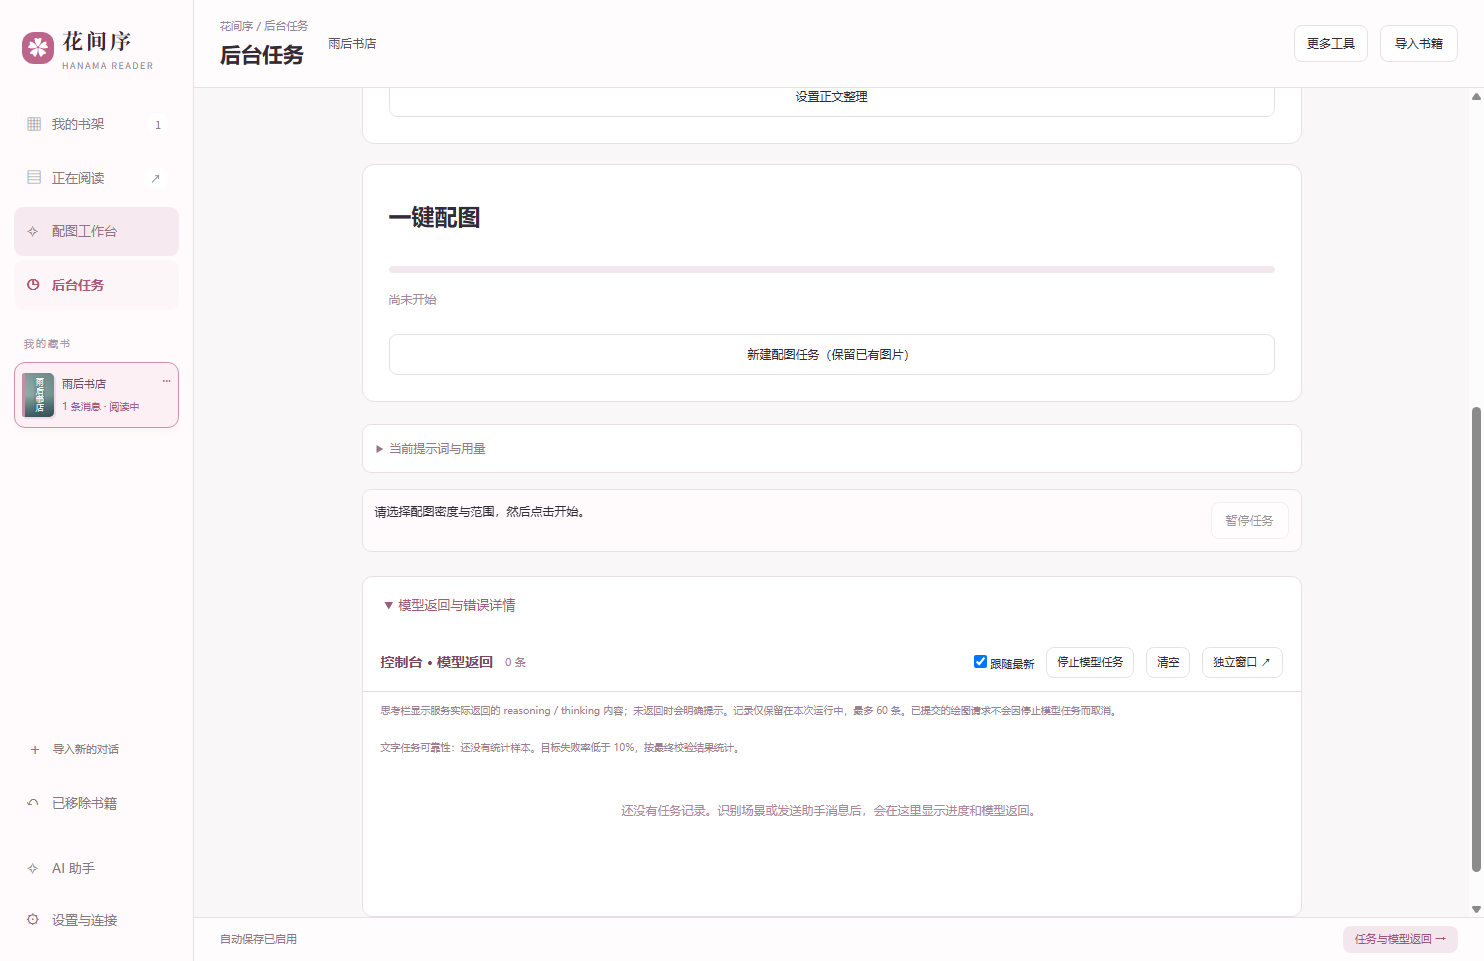 花间序
HANAMA READER
我的书架 1
正在阅读 ↗
配图工作台
后台任务
我的藏书
雨后书店
雨后书店 ···
1 条消息 · 阅读中
+ 导入新的对话
已移除书籍
AI 助手
设置与连接
花间序 / 后台任务
后台任务 雨后书店
更多工具 导入书籍
设置正文整理
一键配图
尚未开始
新建配图任务（保留已有图片）
▶ 当前提示词与用量
请选择配图密度与范围，然后点击开始。
暂停任务
▼ 模型返回与错误详情
控制台 • 模型返回 0 条
跟随最新 停止模型任务 清空 独立窗口 ↗
思考栏显示服务实际返回的 reasoning / thinking 内容；未返回时会明确提示。记录仅保留在本次运行中，最多 60 条。已提交的绘图请求不会因停止模型任务而取消。
文字任务可靠性：还没有统计样本。目标失败率低于 10%，按最终校验结果统计。
还没有任务记录。识别场景或发送助手消息后，会在这里显示进度和模型返回。
自动保存已启用
任务与模型返回 →